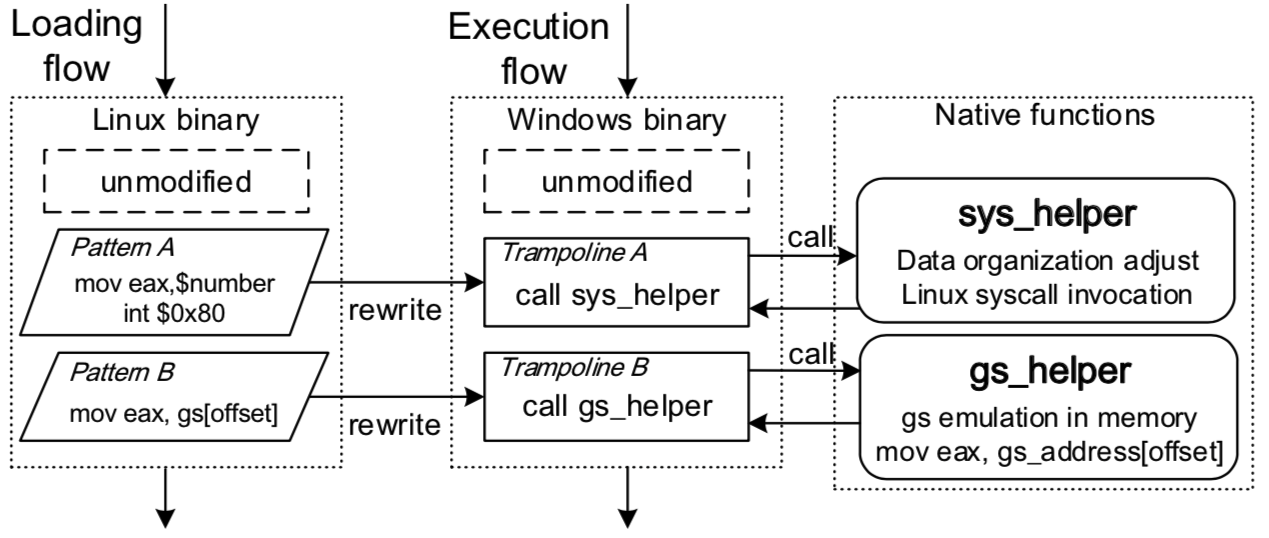 Loading
flow
Linux binary
unmodified
Pattern A
mov eax,$number
int $0x80
Pattern B
mov eax, gs[offset]
rewrite
rewrite
Execution
flow
Windows binary
unmodified
Trampoline A
call sys_helper
Trampoline B
call gs_helper
call
call
Native functions
sys_helper
Data organization adjust
Linux syscall invocation
gs_helper
gs emulation in memory
mov eax, gs_address[offset]